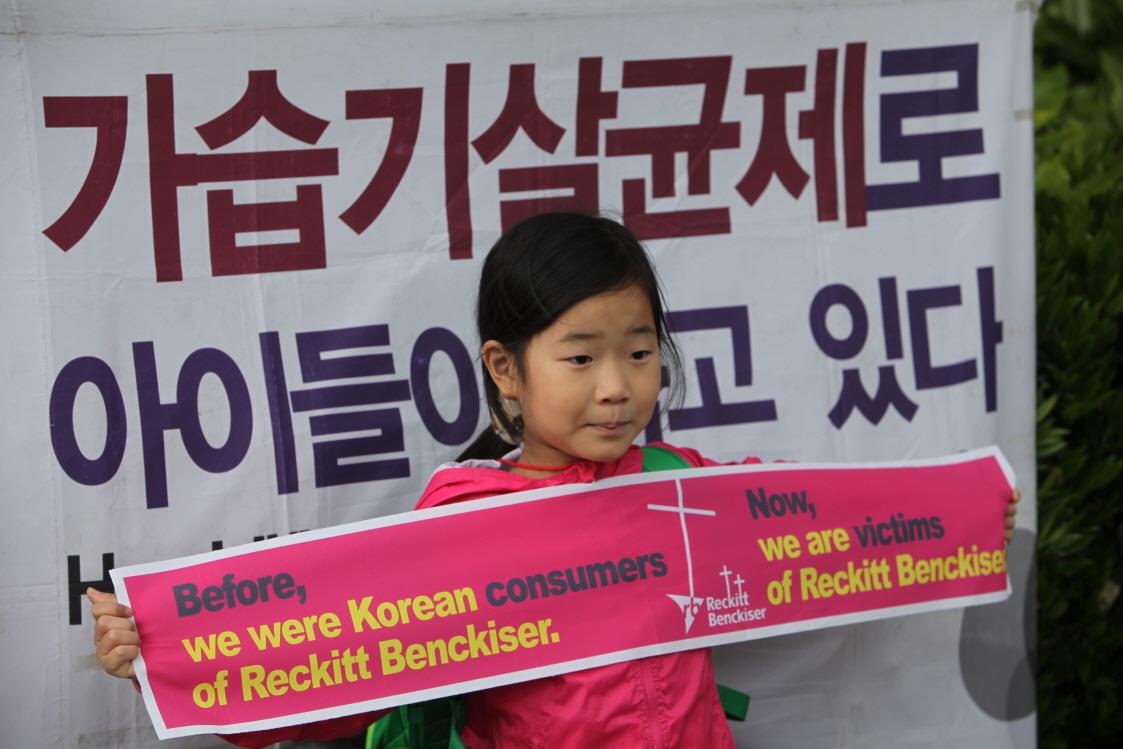 가습기살균제로
아이들이 고 있다
Before,
we were Korean consumers
of Reckitt Benckiser.
rb
Reckitt
Benckiser
Now,
we are victims
of Reckitt Benckiser